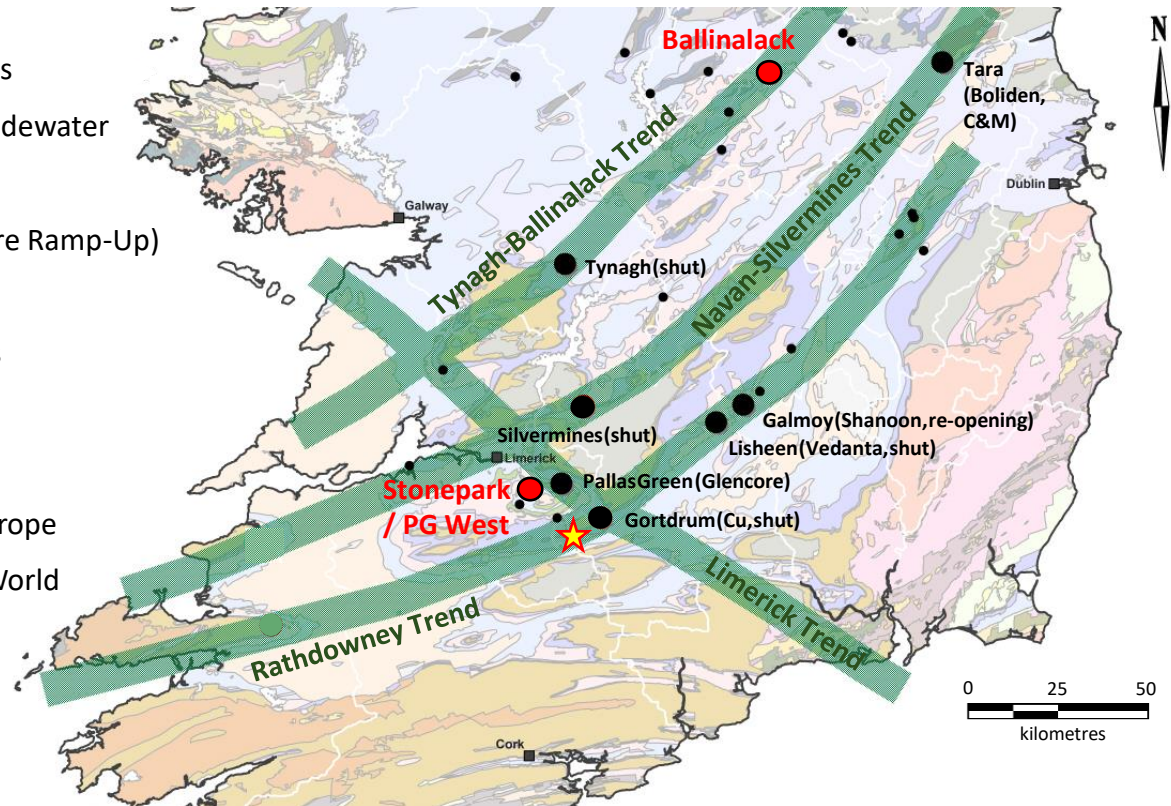 s
dewater
re Ramp-Up)
rope
World
Ballinalack
N
Tara
(Boliden,
C&M)
Dublin
Galway
Tynagh-Ballinalack Trend
Navan-Silvermines Trend
Tynagh(shut)
Silvermines(shut)
Galmoy(Shanoon,re-opening)
Lisheen(Vedanta,shut)
Limerick
Stonepark
/ PG West
PallasGreen(Glencore)
Gortdrum(Cu,shut)
Rathdowney Trend
Limerick Trend
Cork
0 25 50
kilometres